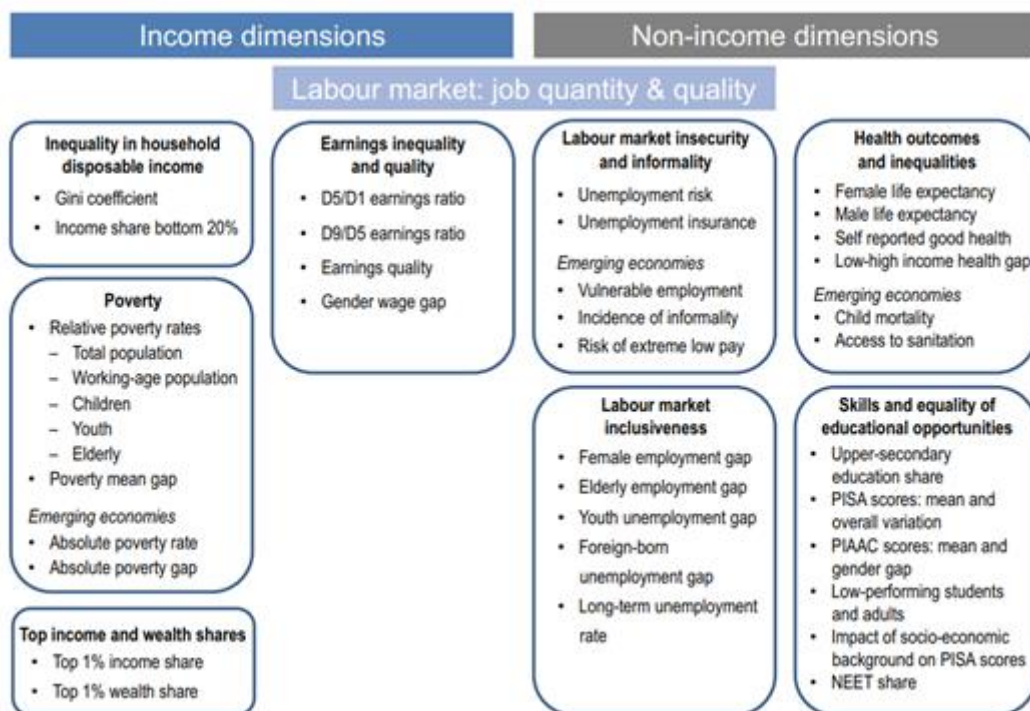 Income dimensions
Non-income dimensions
Labour market: job quantity & quality
Inequality in household
disposable income
• Gini coefficient
• Income share bottom 20%
Poverty
• Relative poverty rates
– Total population
– Working-age population
– Children
– Youth
– Elderly
• Poverty mean gap
Emerging economies
• Absolute poverty rate
• Absolute poverty gap
Top income and wealth shares
• Top 1% income share
• Top 1% wealth share
Earnings inequality
and quality
• D5/D1 earnings ratio
• D9/D5 earnings ratio
• Earnings quality
• Gender wage gap
Labour market insecurity
and informality
• Unemployment risk
• Unemployment insurance
Emerging economies
• Vulnerable employment
• Incidence of informality
• Risk of extreme low pay
Labour market
inclusiveness
• Female employment gap
• Elderly employment gap
• Youth unemployment gap
• Foreign-born
unemployment gap
• Long-term unemployment
rate
Health outcomes
and inequalities
• Female life expectancy
• Male life expectancy
• Self reported good health
• Low-high income health gap
Emerging economies
• Child mortality
• Access to sanitation
Skills and equality of
educational opportunities
• Upper-secondary
education share
• PISA scores: mean and
overall variation
• PIAAC scores: mean and
gender gap
• Low-performing students
and adults
• Impact of socio-economic
background on PISA scores
• NEET share